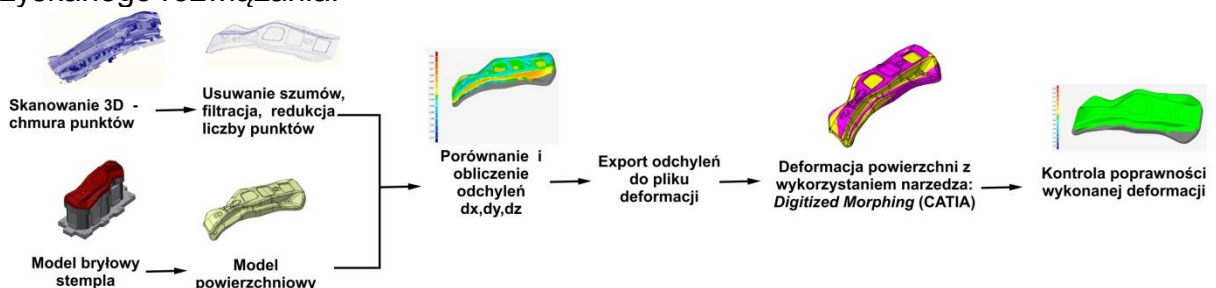 Skanowanie 3D -
chmura punktów
Usuwanie szumów,
filtracja, redukcja
liczby punktów
Model bryłowy
stempla
Model
powierzchniowy
Porównanie i
obliczenie
odchyleń
dx,dy,dz
Export odchyleń
do pliku
deformacji
Deformacja powierzchni z
wykorzystaniem narzedza:
Digitized Morphing (CATIA)
Kontrola poprawności
wykonanej deformacji